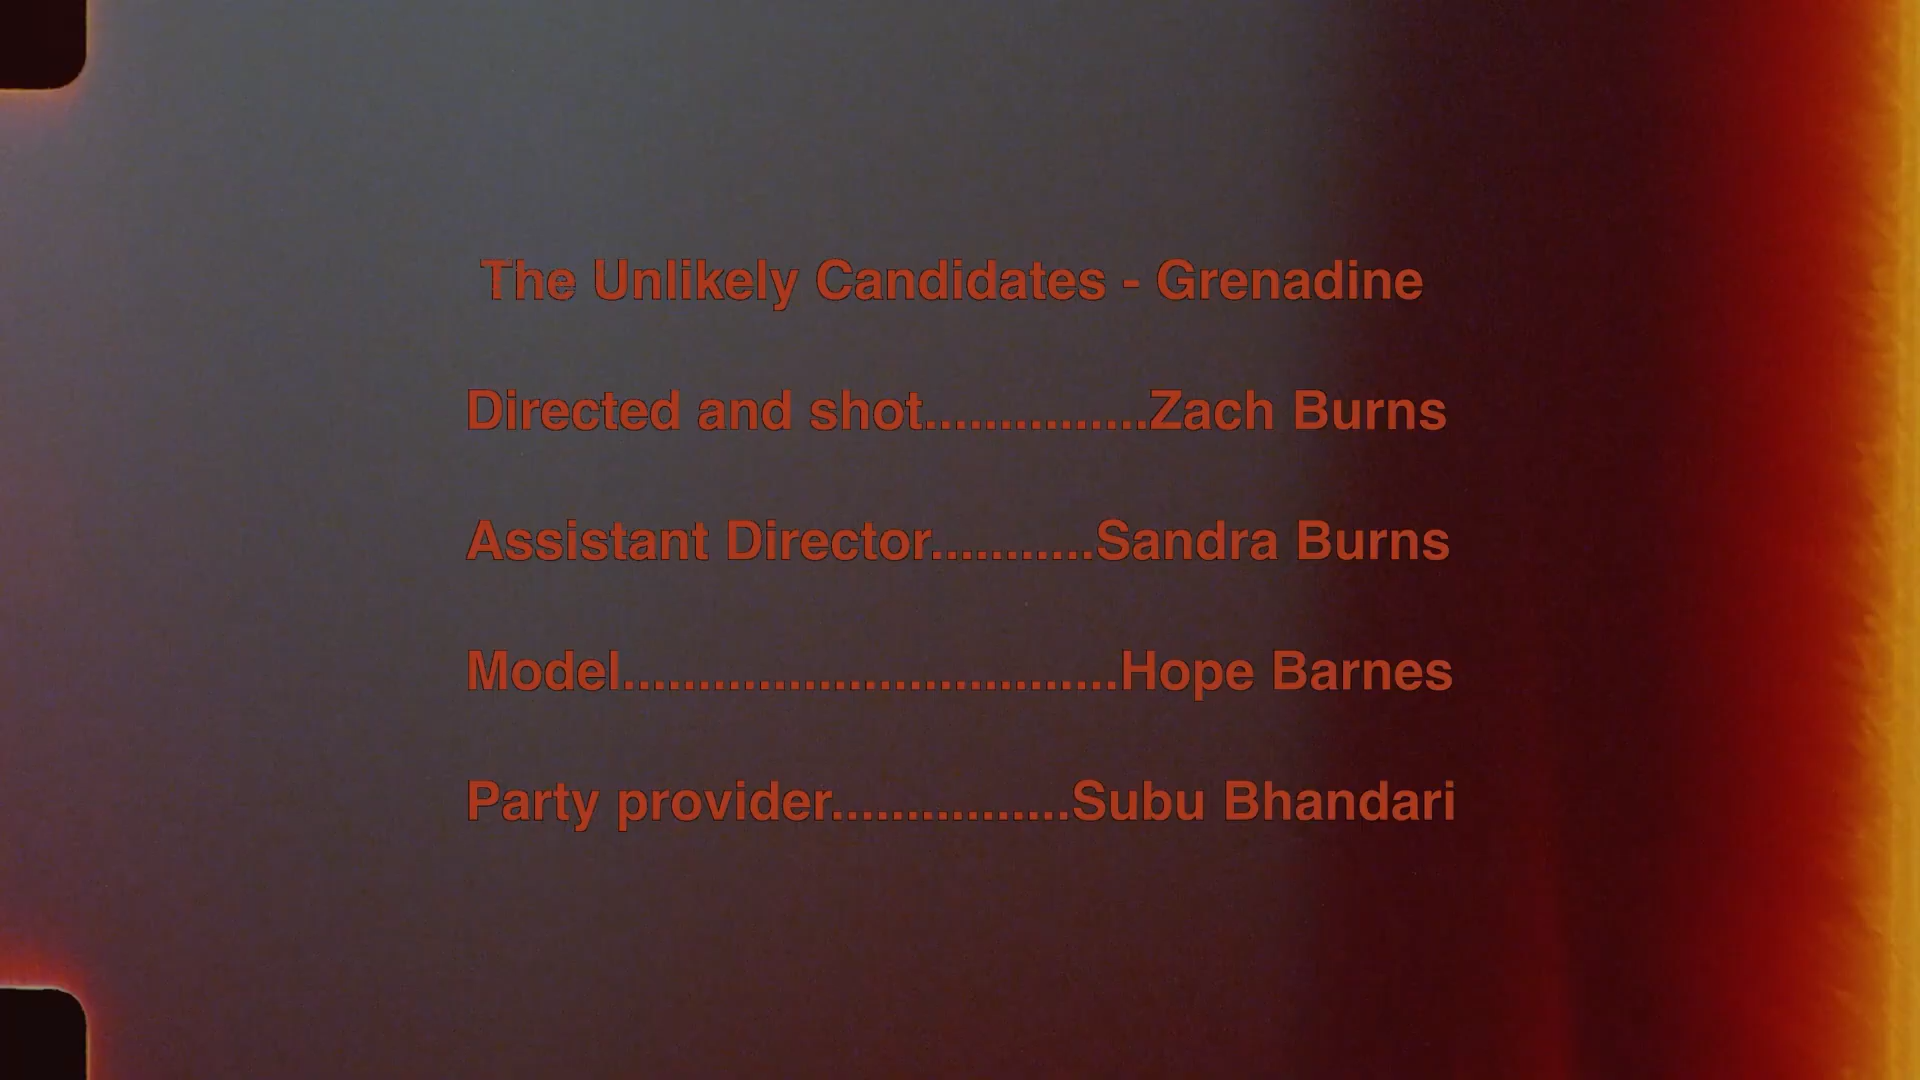 The Unlikely Candidates - Grenadine
Directed and shot...............Zach Burns
Assistant Director...........Sandra Burns
Model.................................Hope Barnes
Party provider................Subu Bhandari